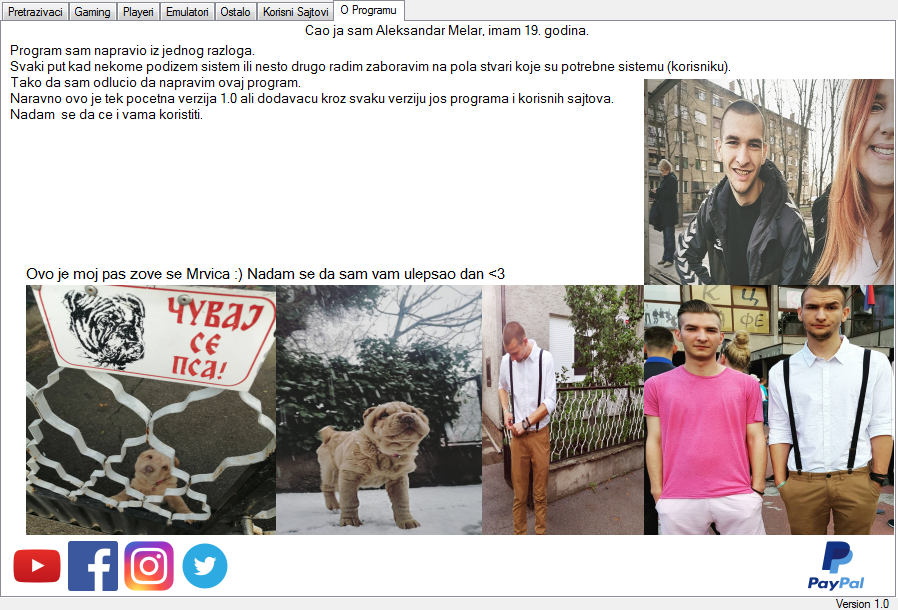 Pretrazivaci Gaming Playeri Emulatori Ostalo Korisni Sajtovi O Programu
Cao ja sam Aleksandar Melar, imam 19. godina.
Program sam napravio iz jednog razloga.
Svaki put kad nekome podizem sistem ili nesto drugo radim zaboravim na pola stvari koje su potrebne sistemu (korisniku).
Tako da sam odlucio da napravim ovaj program.
Naravno ovo je tek pocetna verzija 1.0 ali dodavacu kroz svaku verziju jos programa i korisnih sajtova.
Nadam se da ce i vama koristiti.
Ovo je moj pas zove se Mrvica :) Nadam se da sam vam ulepsao dan <3
ЧУВАЈ
СЕ
ПСА!
К Ц
Ф Е
PayPal
Version 1.0